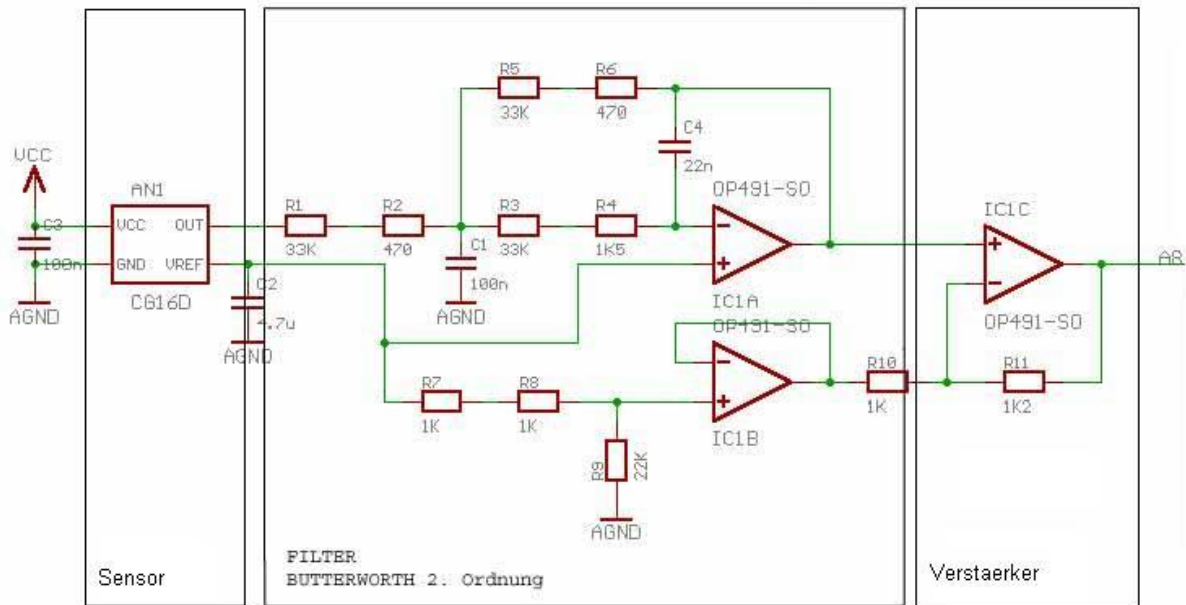 VCC
C3
100n
AGND
AN1
VCC
OUT
GND
VREF
CG16D
C2
4.7u
AGND
R1
33K
R2
470
R5
33K
R6
470
C4
22n
R3
33K
R4
1K5
C1
100n
AGND
OP491-SO
IC1A
OP491-SO
IC1B
R7
1K
R8
1K
R9
22K
AGND
R10
1K
IC1C
OP491-SO
R11
1K2
Sensor
FILTER
BUTTERWORTH 2. Ordnung
Verstaerker